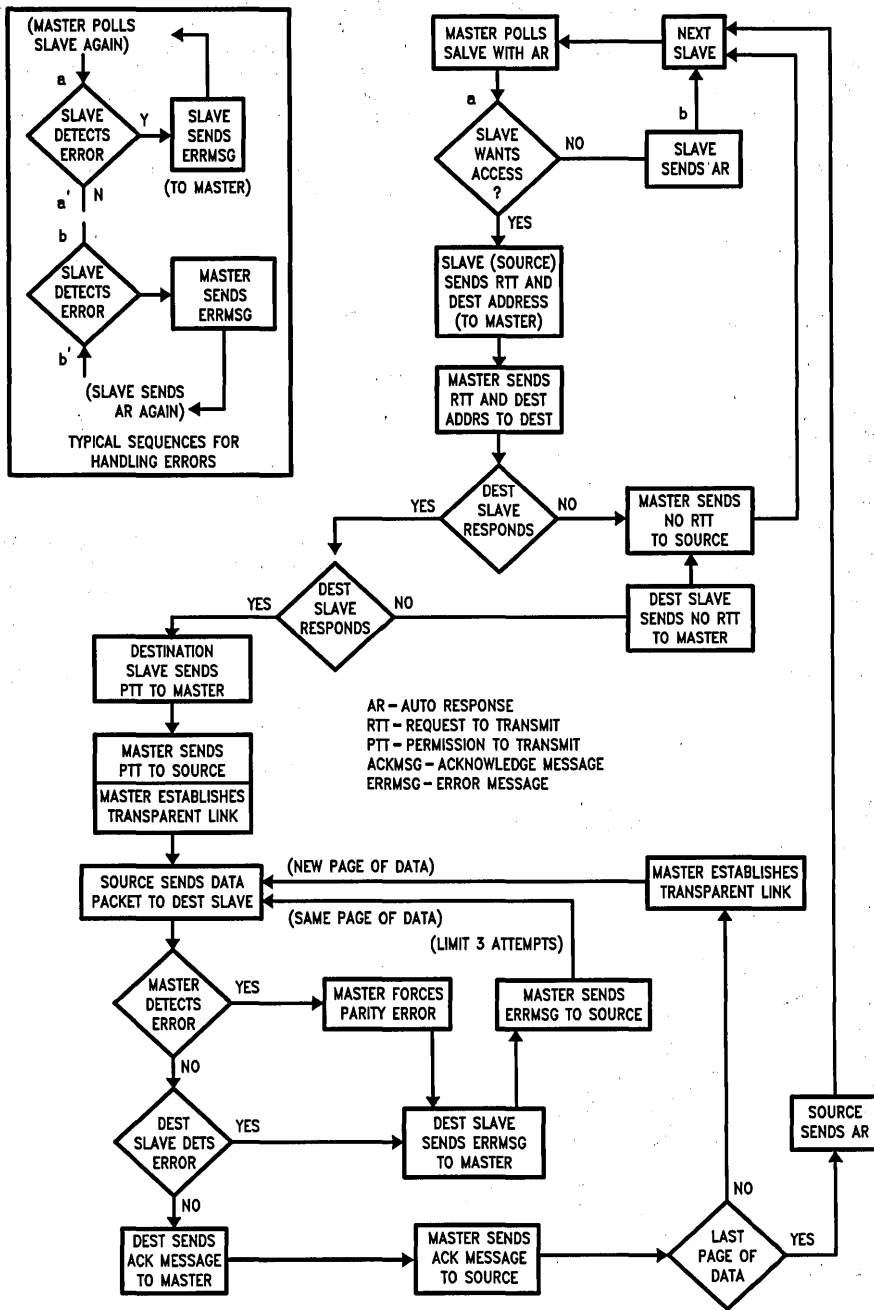 (MASTER POLLS
SLAVE AGAIN)
a
SLAVE
DETECTS
ERROR
Y
SLAVE
SENDS
ERRMSG
(TO MASTER)
a'
N
b
SLAVE
DETECTS
ERROR
MASTER
SENDS
ERRMSG
b'
(SLAVE SENDS
AR AGAIN)
TYPICAL SEQUENCES FOR
HANDLING ERRORS
MASTER POLLS
SALVE WITH AR
NEXT
SLAVE
a
b
SLAVE
WANTS
ACCESS
?
NO
SLAVE
SENDS AR
YES
SLAVE (SOURCE)
SENDS RTT AND
DEST ADDRESS
(TO MASTER)
MASTER SENDS
RTT AND DEST
ADDRS TO DEST
YES
DEST
SLAVE
RESPONDS
NO
MASTER SENDS
NO RTT
TO SOURCE
YES
DEST
SLAVE
RESPONDS
NO
DEST SLAVE
SENDS NO RTT
TO MASTER
DESTINATION
SLAVE SENDS
PTT TO MASTER
MASTER SENDS
PTT TO SOURCE
MASTER ESTABLISHES
TRANSPARENT LINK
AR – AUTO RESPONSE
RTT – REQUEST TO TRANSMIT
PTT – PERMISSION TO TRANSMIT
ACKMSG – ACKNOWLEDGE MESSAGE
ERRMSG – ERROR MESSAGE
SOURCE SENDS DATA
PACKET TO DEST SLAVE
(NEW PAGE OF DATA)
MASTER ESTABLISHES
TRANSPARENT LINK
(SAME PAGE OF DATA)
(LIMIT 3 ATTEMPTS)
MASTER
DETECTS
ERROR
YES
MASTER FORCES
PARITY ERROR
MASTER SENDS
ERRMSG TO SOURCE
NO
DEST
SLAVE DETS
ERROR
YES
DEST SLAVE
SENDS ERRMSG
TO MASTER
SOURCE
SENDS AR
NO
DEST SENDS
ACK MESSAGE
TO MASTER
MASTER SENDS
ACK MESSAGE
TO SOURCE
NO
LAST
PAGE OF
DATA
YES